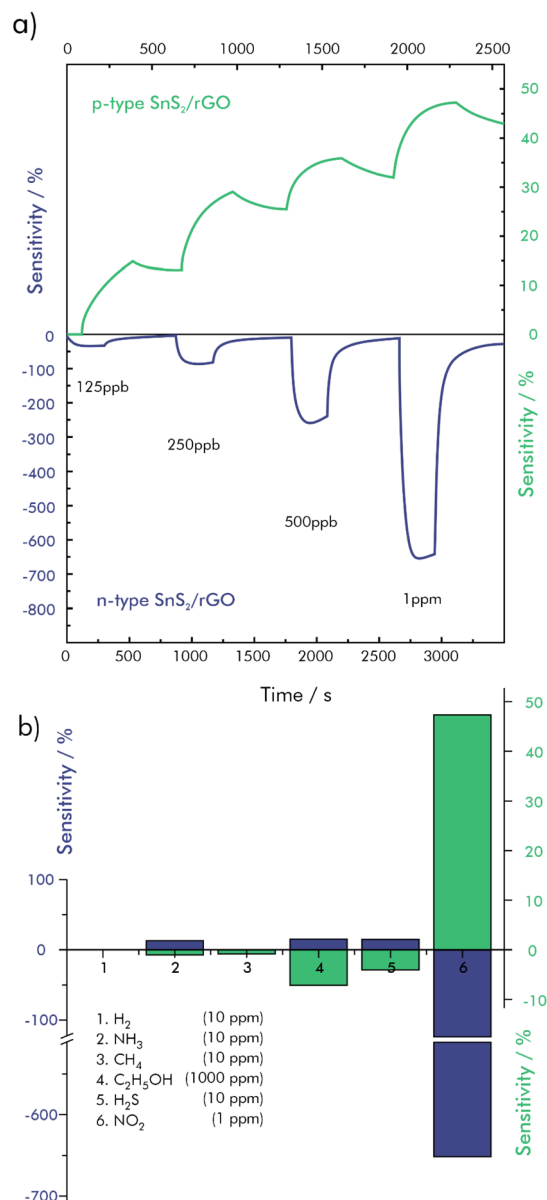 a)
0 500 1000 1500 2000 2500
p-type SnS2/rGO
50
40
30
20
10
0
Sensitivity / %
Sensitivity / %
0
-100
-200
-300
-400
-500
-600
-700
-800
125ppb
250ppb
500ppb
1ppm
n-type SnS2/rGO
0 500 1000 1500 2000 2500 3000
Time / s
b)
Sensitivity / %
100
0
-100
-600
-700
50
40
30
20
10
0
-10
Sensitivity / %
1 2 3 4 5 6
1. H2 (10 ppm)
2. NH3 (10 ppm)
3. CH4 (10 ppm)
4. C2H5OH (1000 ppm)
5. H2S (10 ppm)
6. NO2 (1 ppm)